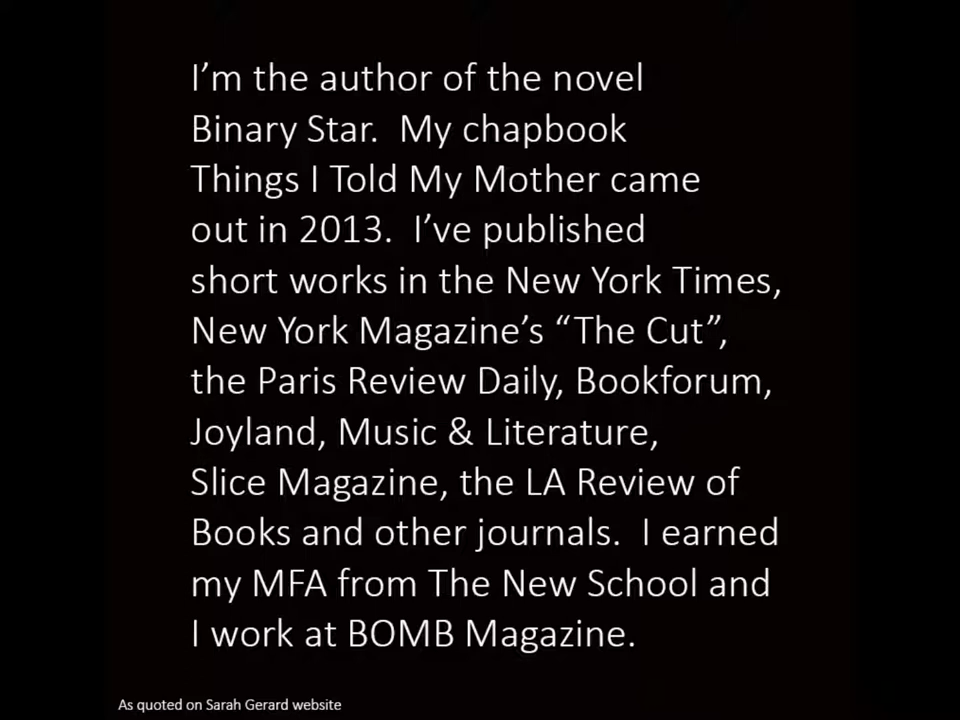 I’m the author of the novel
Binary Star.  My chapbook
Things I Told My Mother came
out in 2013.  I’ve published
short works in the New York Times,
New York Magazine’s “The Cut”,
the Paris Review Daily, Bookforum,
Joyland, Music & Literature,
Slice Magazine, the LA Review of
Books and other journals.  I earned
my MFA from The New School and
I work at BOMB Magazine.
As quoted on Sarah Gerard website